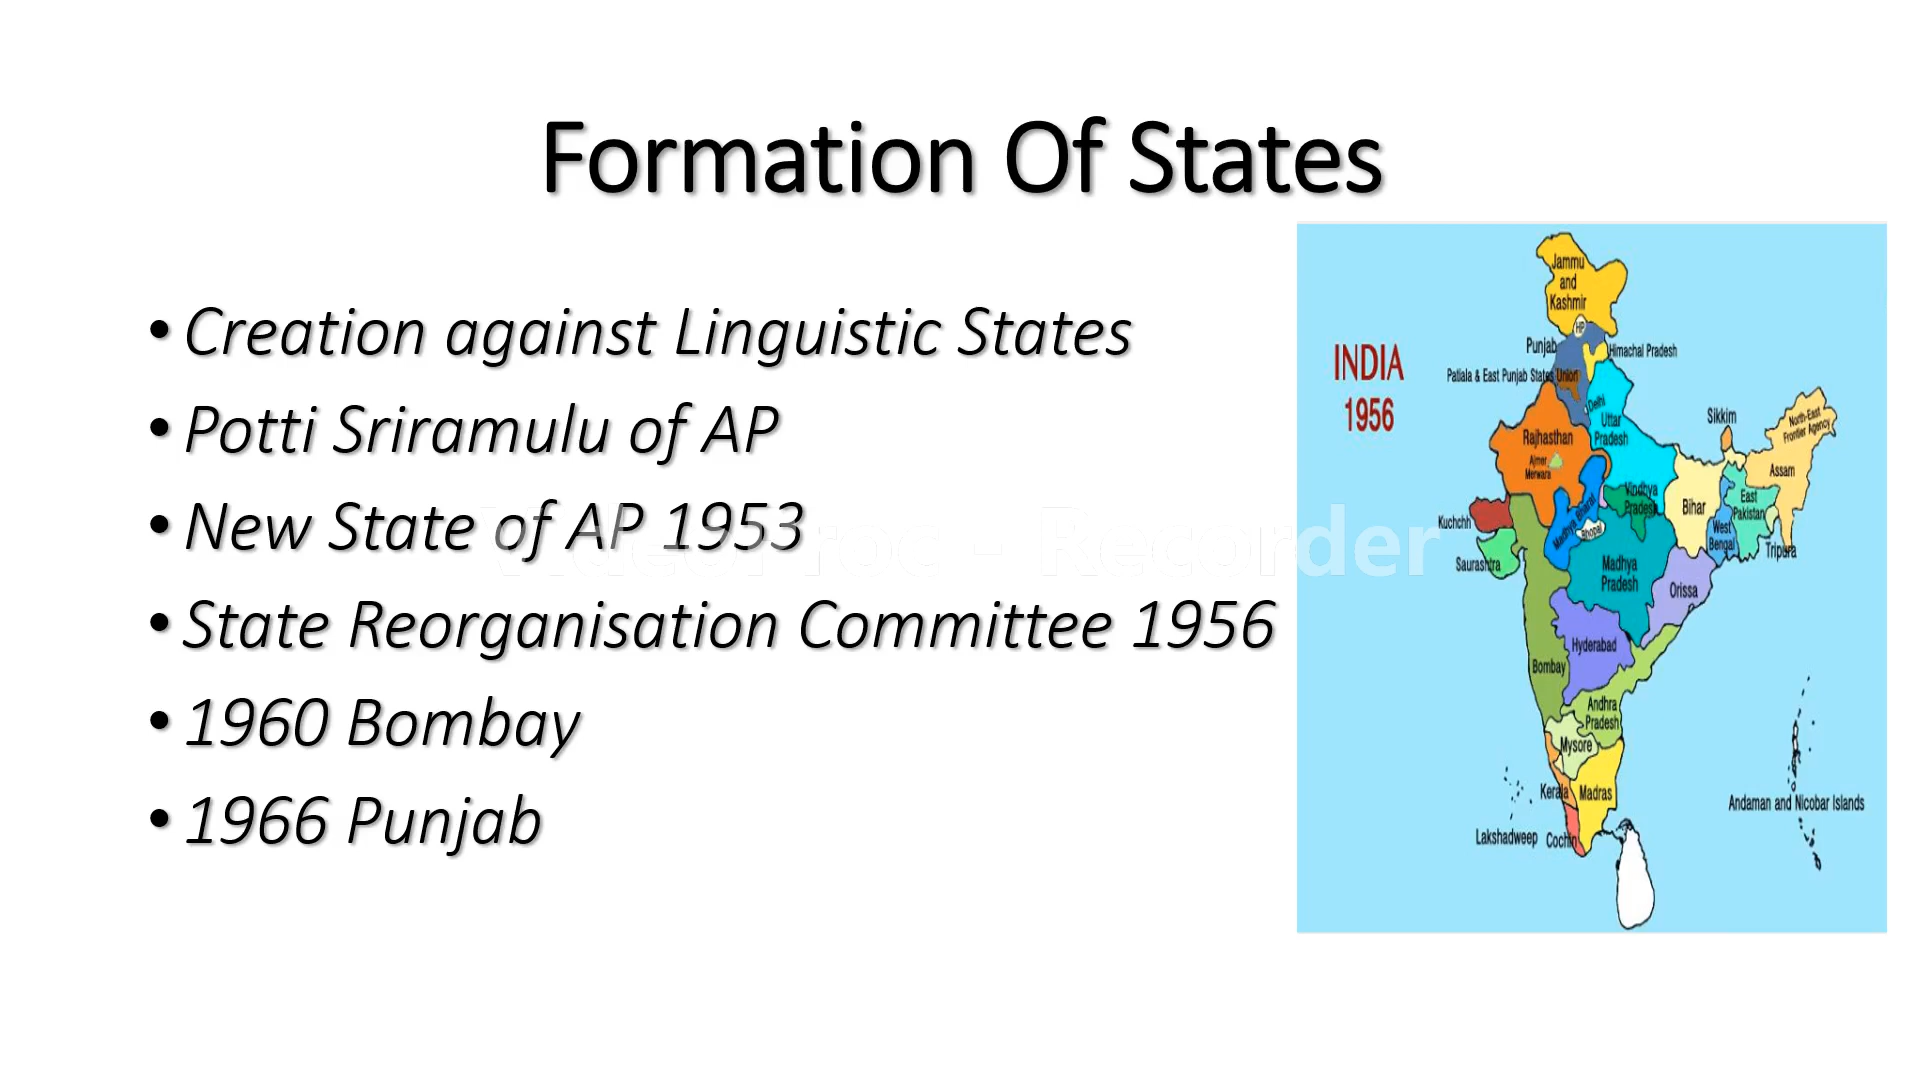 Formation Of States
• Creation against Linguistic States
• Potti Sriramulu of AP
• New State of AP 1953
• State Reorganisation Committee 1956
• 1960 Bombay
• 1966 Punjab
VideoProc - Recorder
INDIA
1956
Jammu
and
Kashmir
HP
Punjab
Himachal Pradesh
Patiala & East Punjab States Union
Delhi
Uttar
Pradesh
Sikkim
North-East
Frontier Agency
Rajhasthan
Ajmer
Merwara
Assam
Vindhya
Pradesh
Bihar
East
Pakistan
Kuchchh
Madhya Bharat
Bhopal
West
Bengal
Tripura
Saurashtra
Madhya
Pradesh
Orissa
Hyderabad
Bombay
Andhra
Pradesh
Mysore
Kerala
Madras
Andaman and Nicobar Islands
Lakshadweep
Cochin